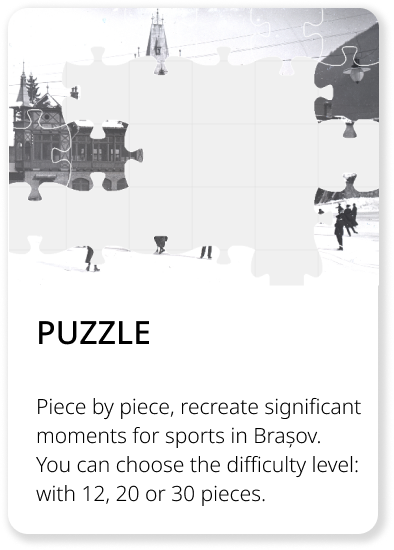 PUZZLE
Piece by piece, recreate significant
moments for sports in Brașov.
You can choose the difficulty level:
with 12, 20 or 30 pieces.